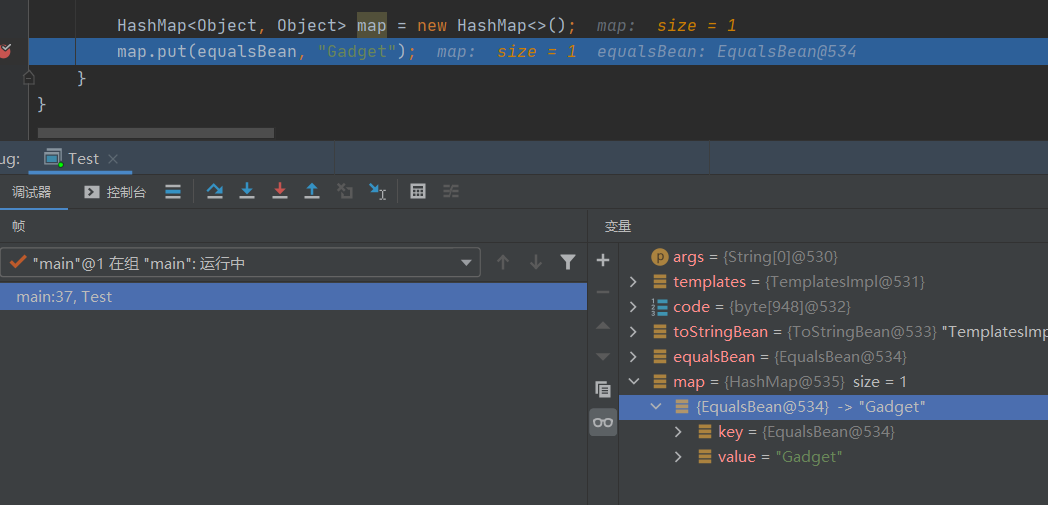 HashMap<Object, Object> map = new HashMap<>(); map: size = 1
map.put(equalsBean, "Gadget"); map: size = 1 equalsBean: EqualsBean@534
}
}
ug: Test
调试器 控制台
帧
变量
"main"@1 在组 "main": 运行中
main:37, Test
args = {String[0]@530}
templates = {TemplatesImpl@531}
code = {byte[948]@532}
toStringBean = {ToStringBean@533} "TemplatesImp
equalsBean = {EqualsBean@534}
map = {HashMap@535} size = 1
{EqualsBean@534} -> "Gadget"
key = {EqualsBean@534}
value = "Gadget"